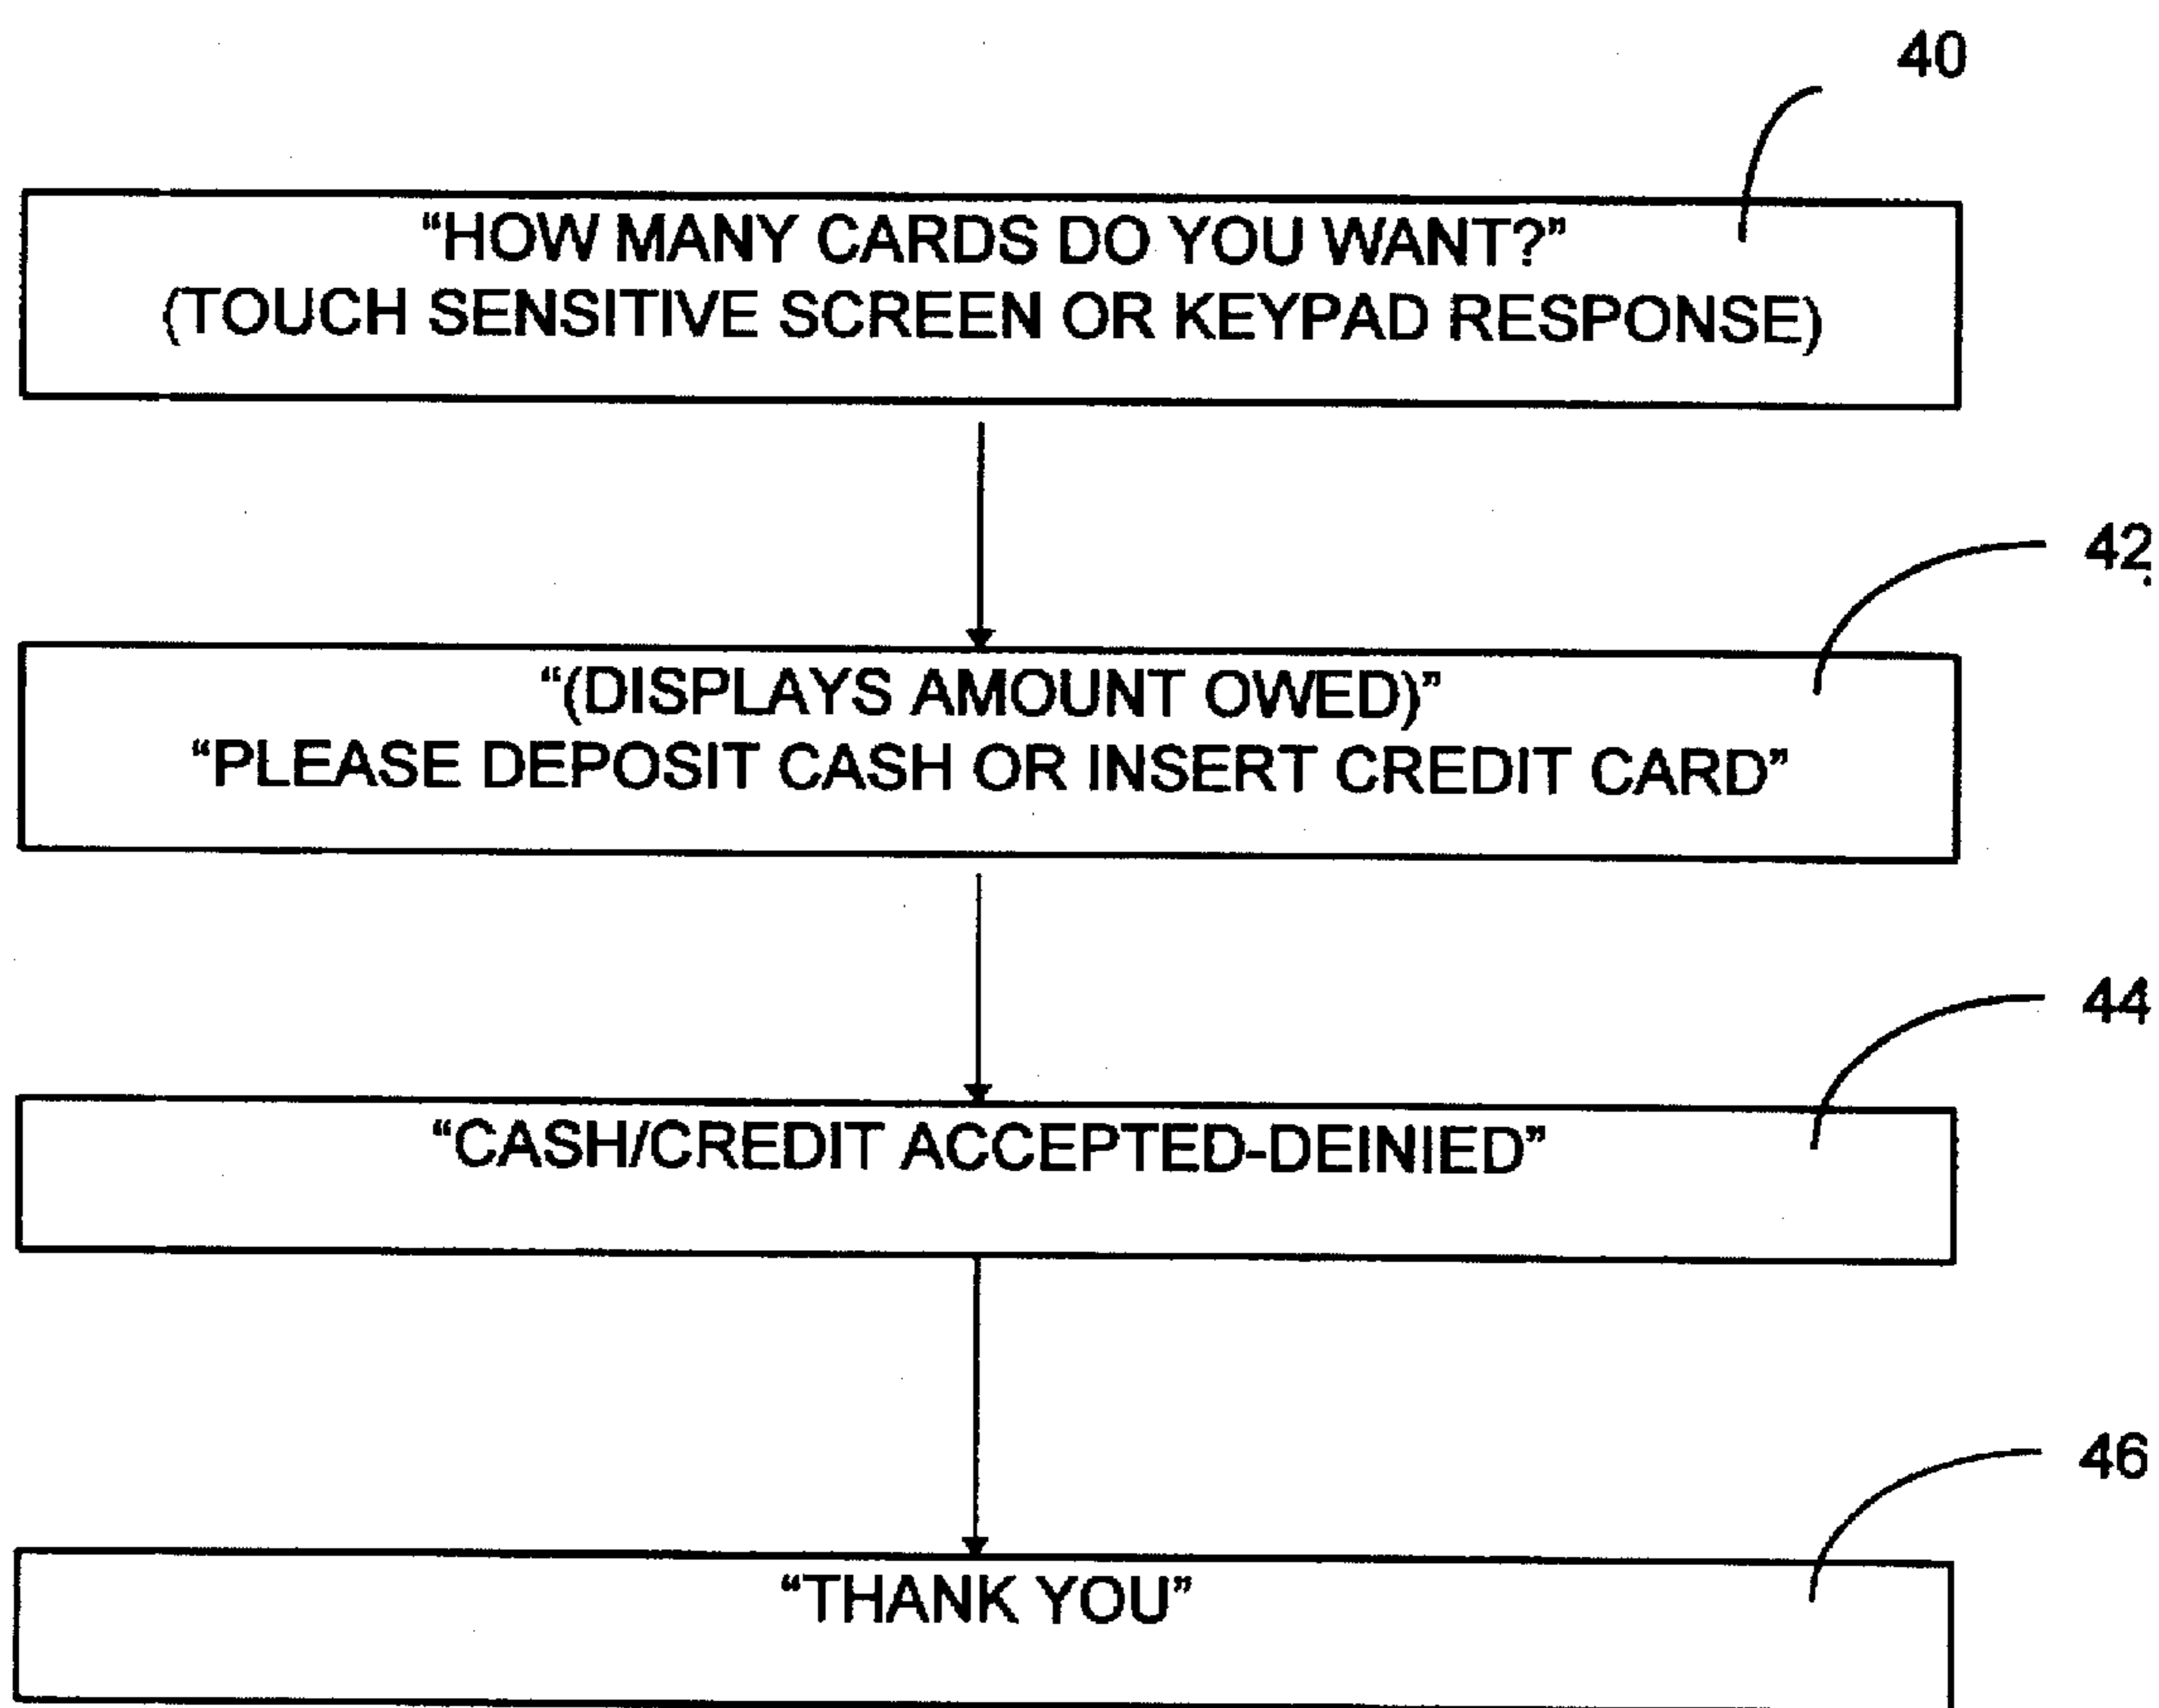 40
“HOW MANY CARDS DO YOU WANT?”
(TOUCH SENSITIVE SCREEN OR KEYPAD RESPONSE)
42
“(DISPLAYS AMOUNT OWED)”
“PLEASE DEPOSIT CASH OR INSERT CREDIT CARD”
44
“CASH/CREDIT ACCEPTED-DEINIED”
46
“THANK YOU”